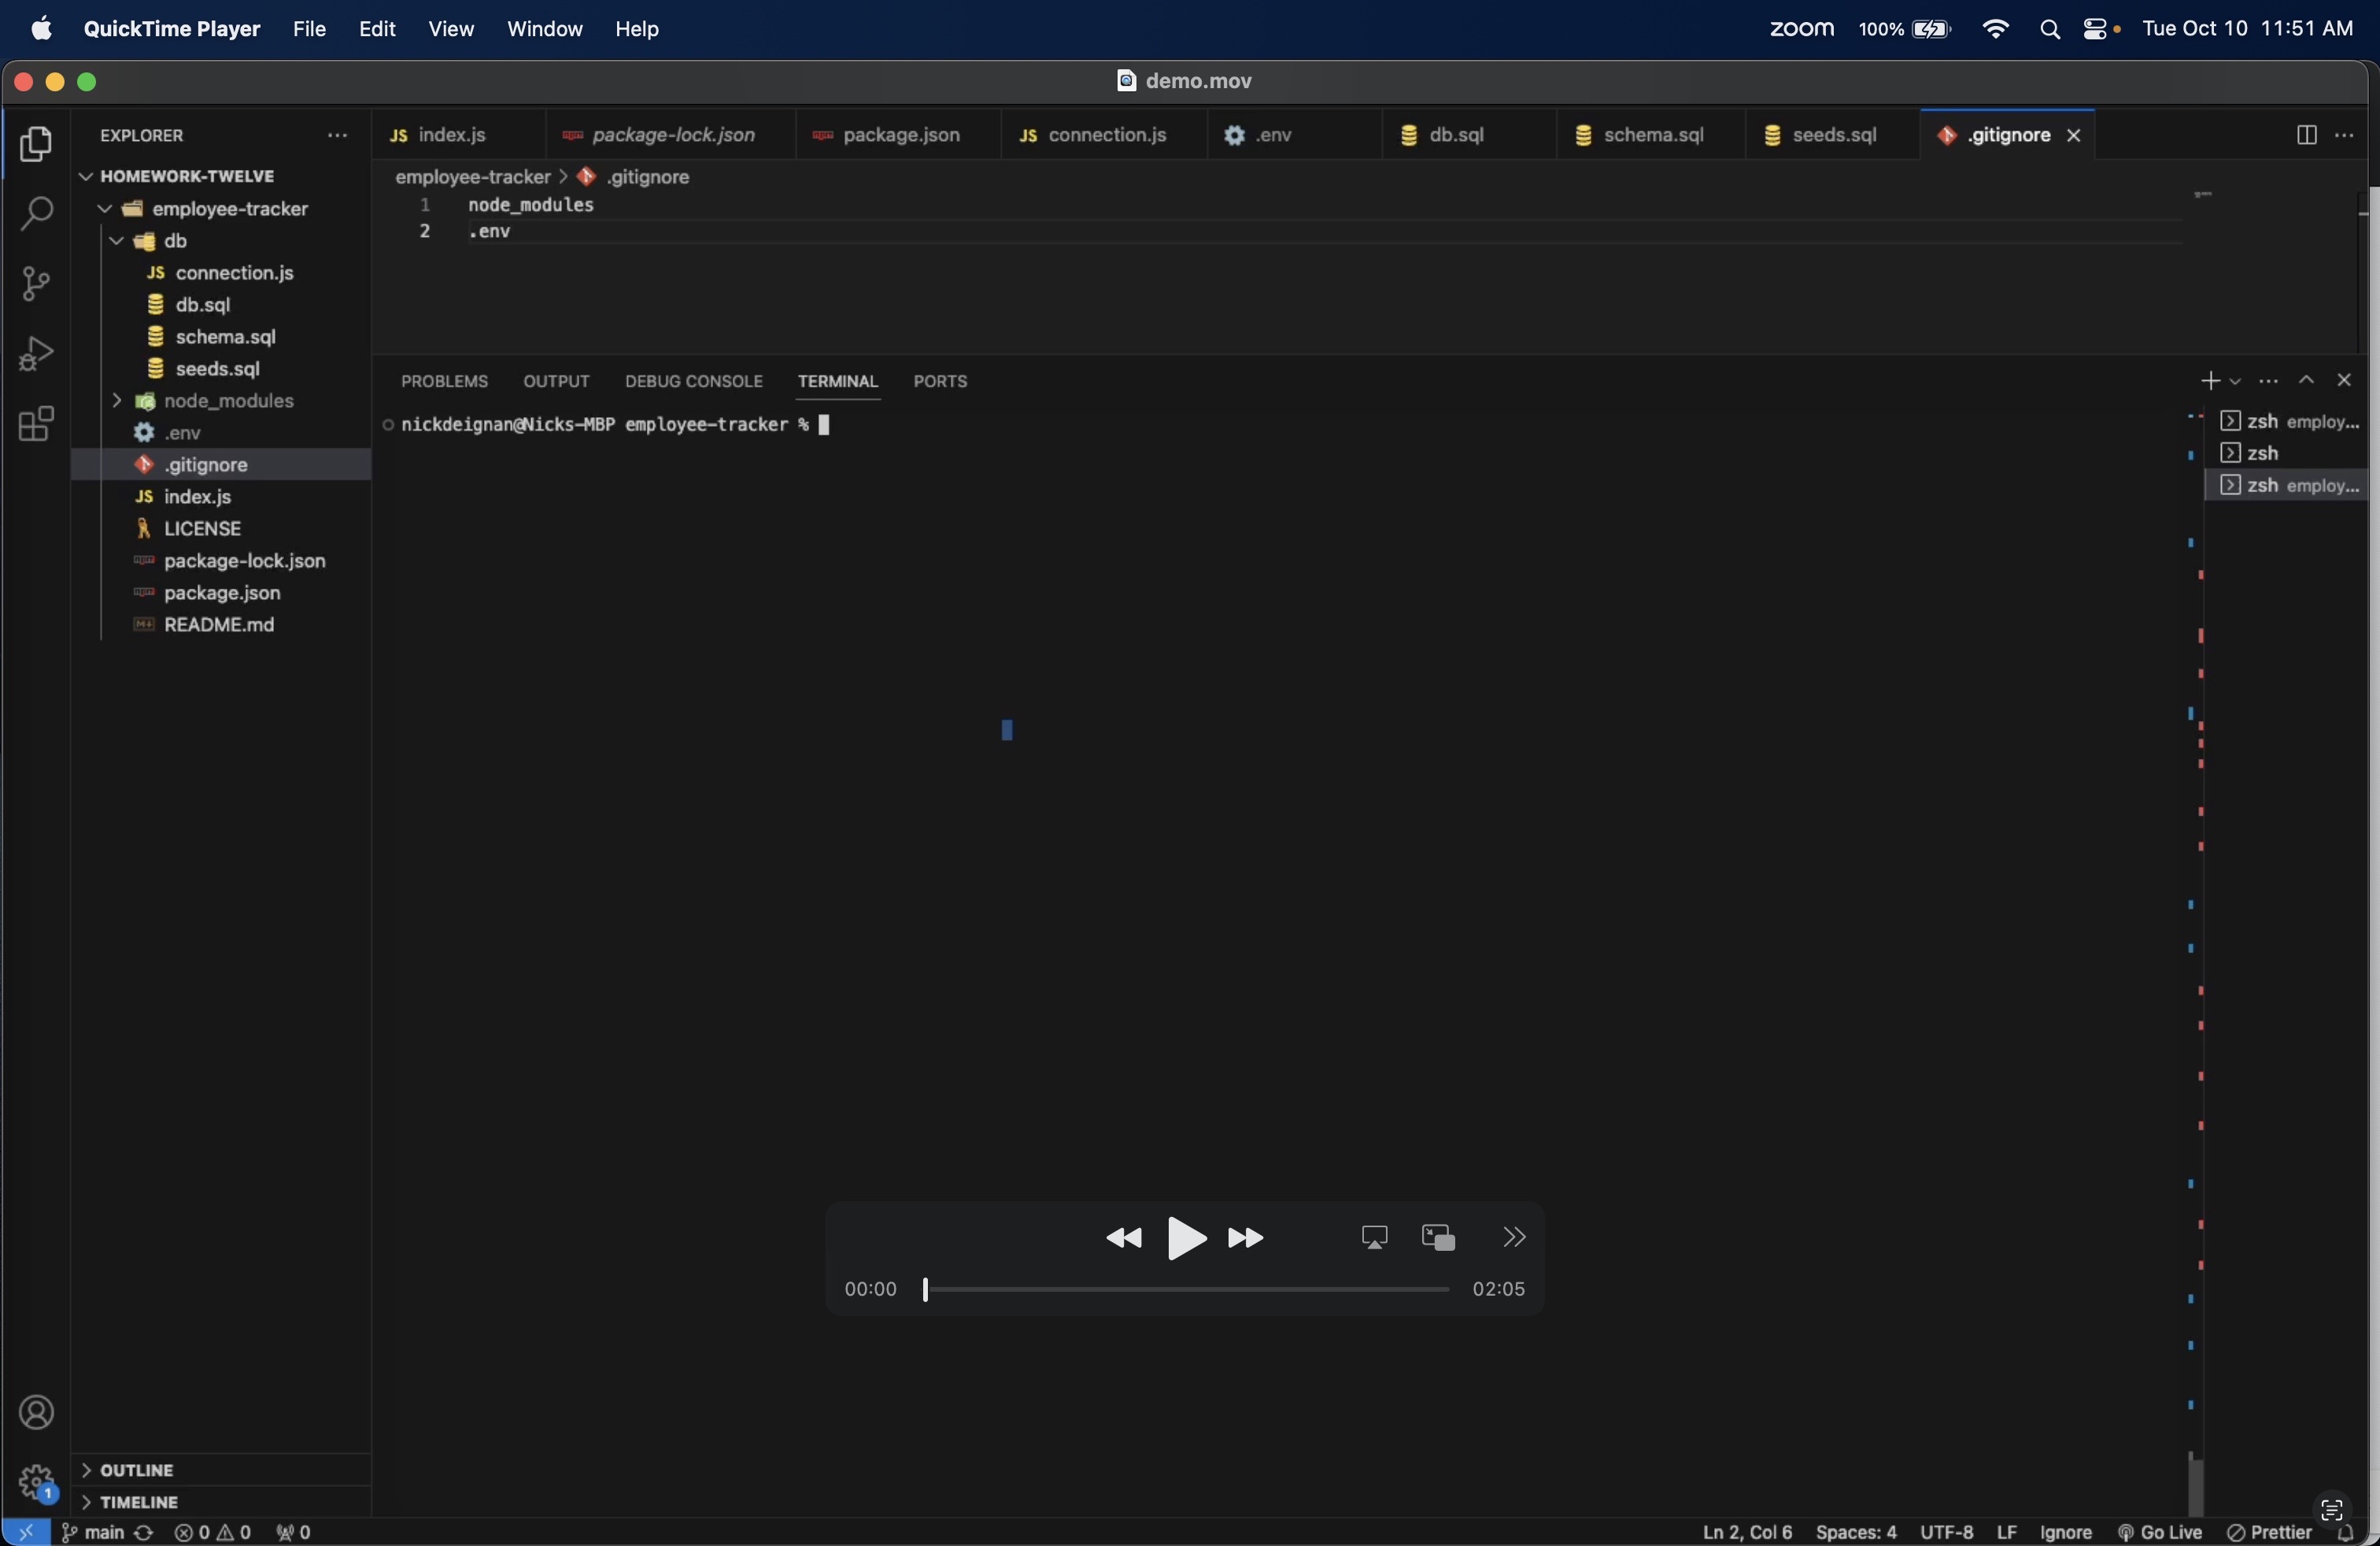 QuickTime Player File Edit View Window Help zoom 100% Tue Oct 10 11:51 AM
demo.mov
EXPLORER
HOMEWORK-TWELVE
employee-tracker
db
JS connection.js
db.sql
schema.sql
seeds.sql
node_modules
.env
.gitignore
JS index.js
LICENSE
package-lock.json
package.json
README.md
OUTLINE
TIMELINE
JS index.js package-lock.json package.json JS connection.js .env db.sql schema.sql seeds.sql .gitignore
employee-tracker > .gitignore
1 node_modules
2 .env
PROBLEMS OUTPUT DEBUG CONSOLE TERMINAL PORTS
nickdeignan@Nicks-MBP employee-tracker %
zsh employ...
zsh
zsh employ...
00:00 02:05
1
main 0 0 0 Ln 2, Col 6 Spaces: 4 UTF-8 LF Ignore Go Live Prettier